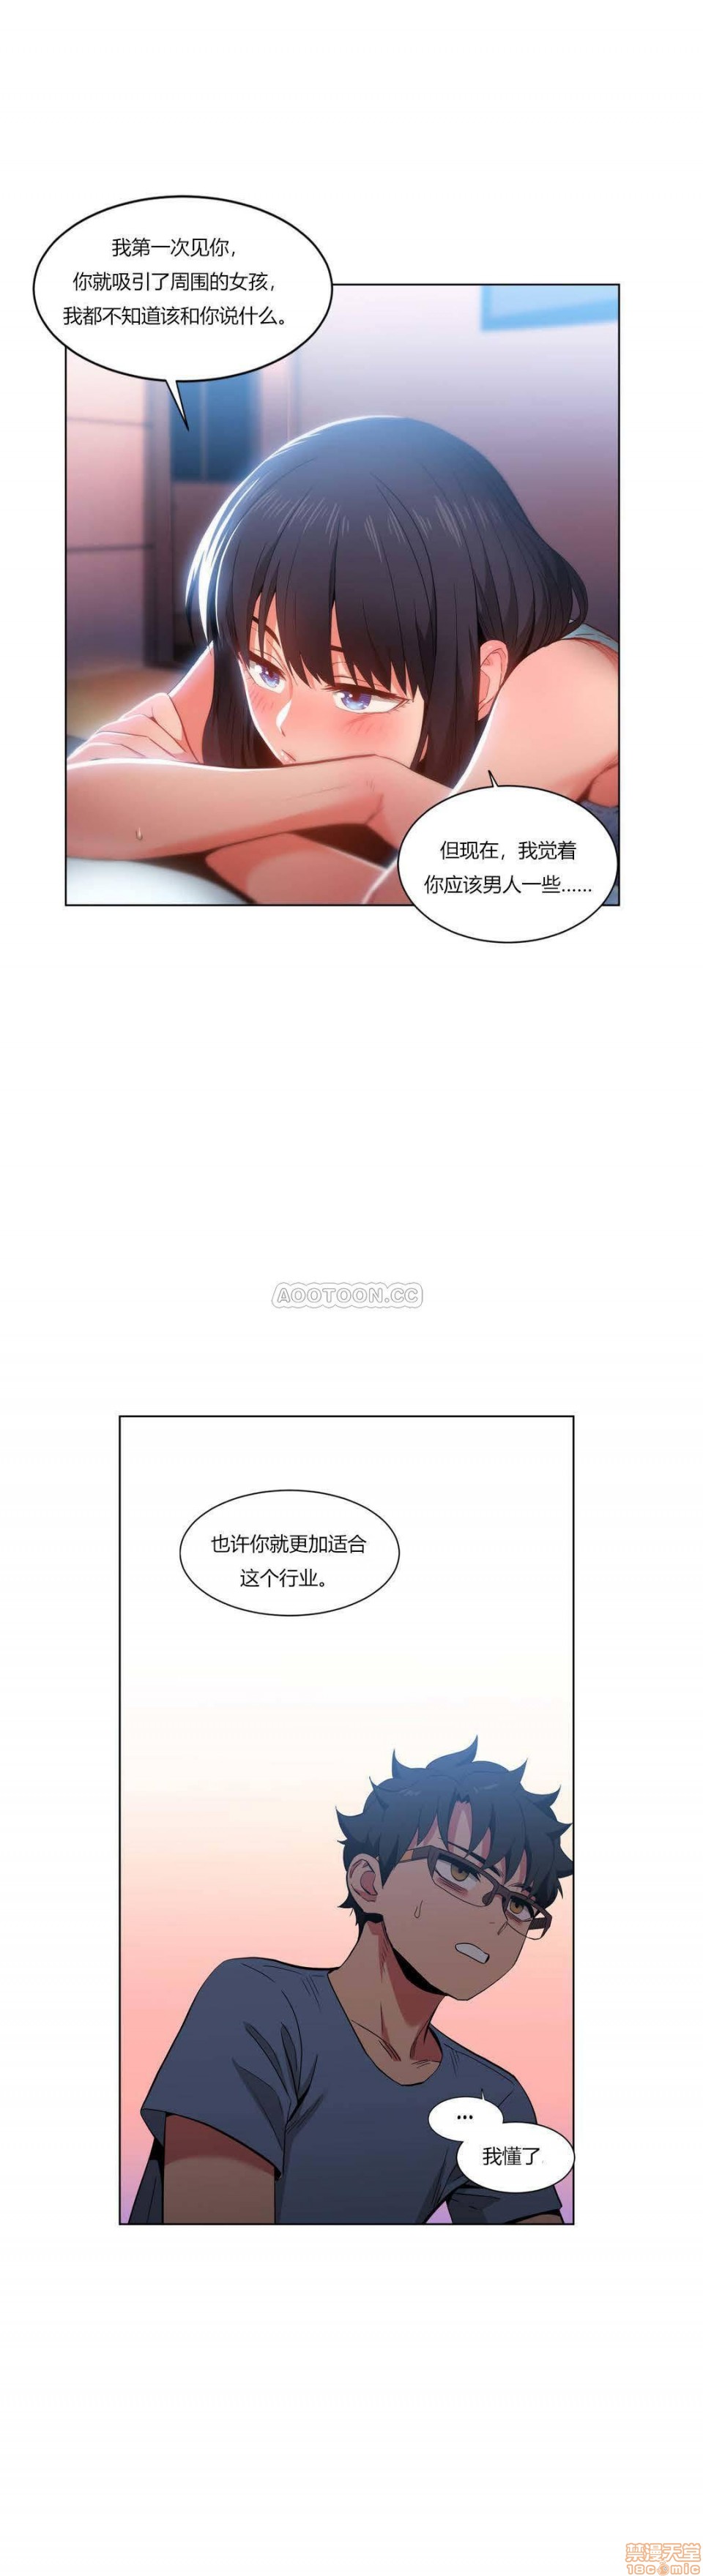 我第一次见你，
你就吸引了周围的女孩，
我都不知道该和你说什么。
但现在，我觉着
你应该男人一些……
AOOTOON.CC
也许你就更加适合
这个行业。
...
我懂了
禁漫天堂
18comic